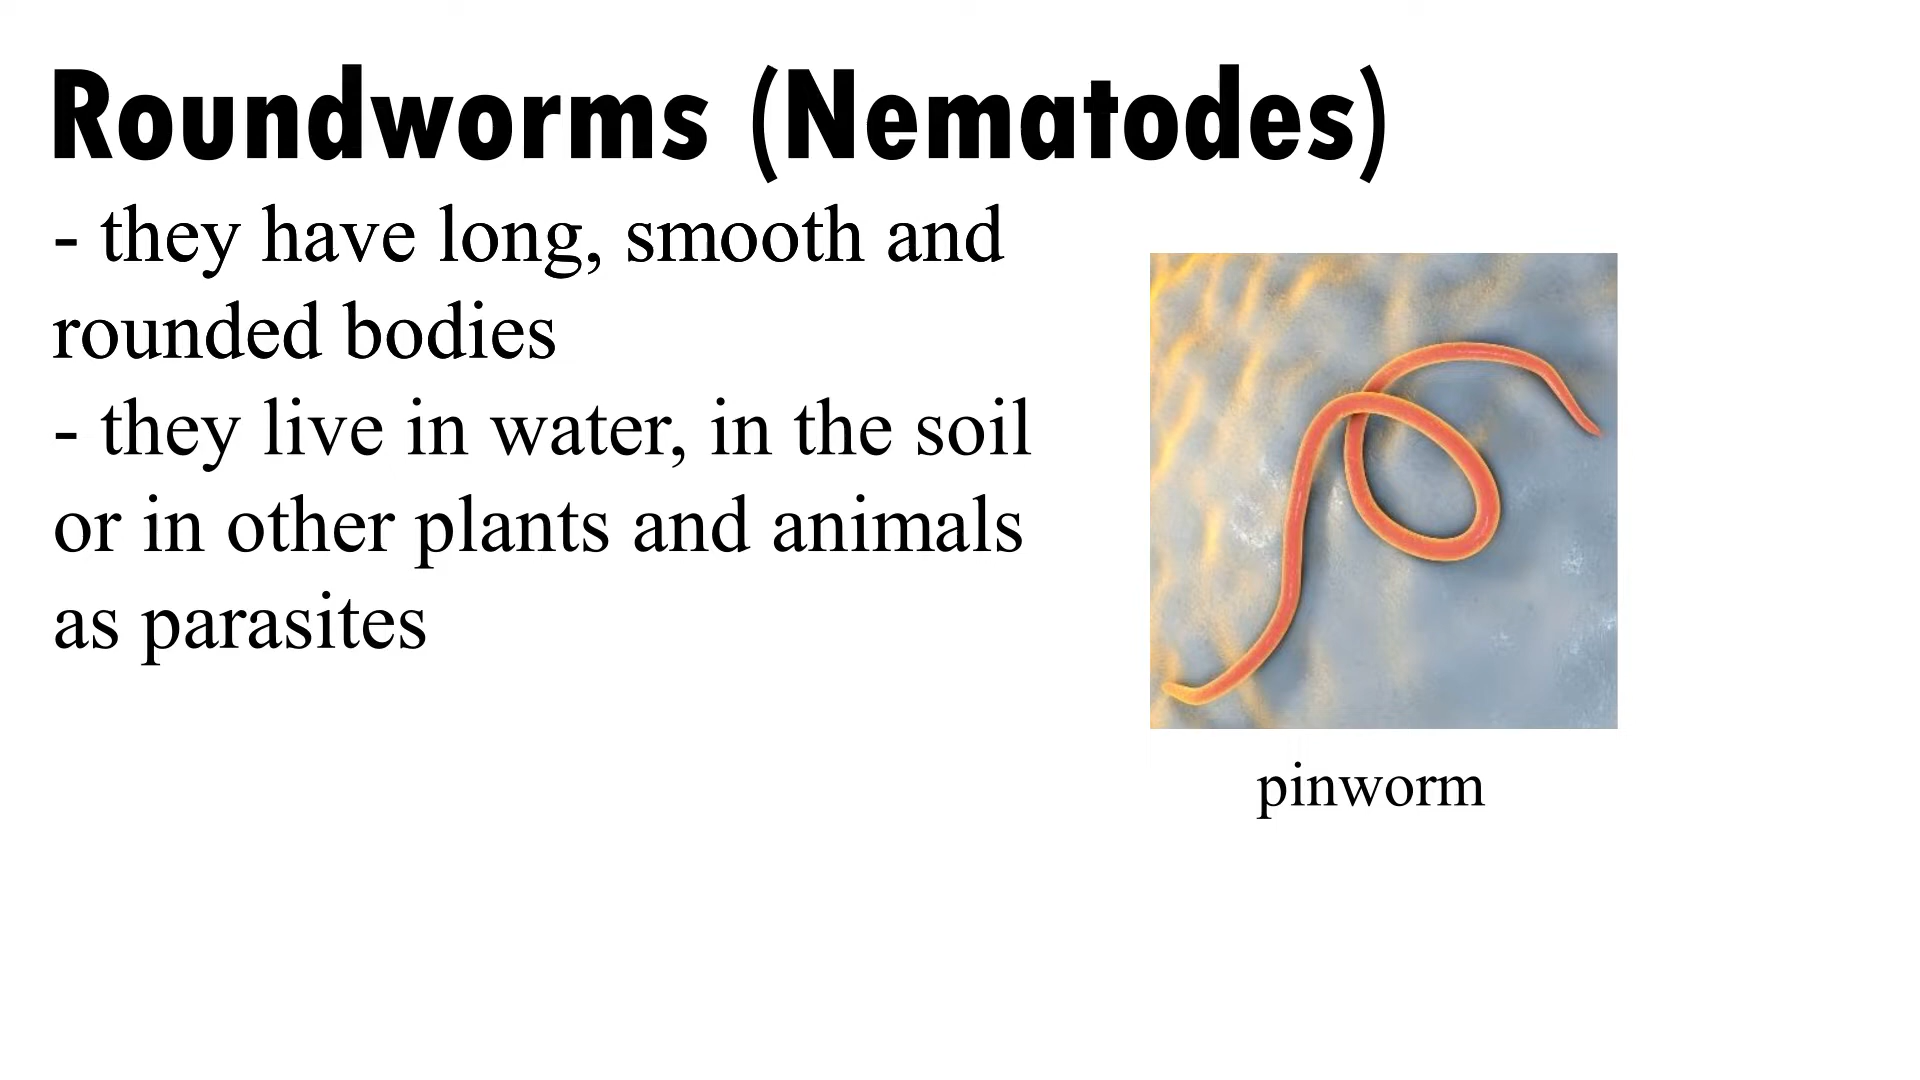 Roundworms (Nematodes)
- they have long, smooth and
rounded bodies
- they live in water, in the soil
or in other plants and animals
as parasites
pinworm